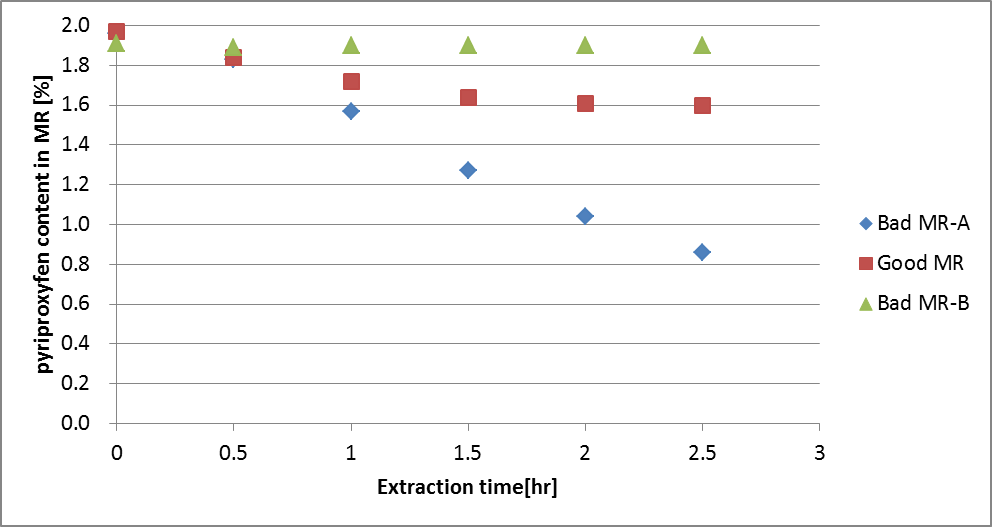 pyriproxyfen content in MR [%]
2.0
1.8
1.6
1.4
1.2
1.0
0.8
0.6
0.4
0.2
0.0
0 0.5 1 1.5 2 2.5 3
Extraction time[hr]
Bad MR-A
Good MR
Bad MR-B